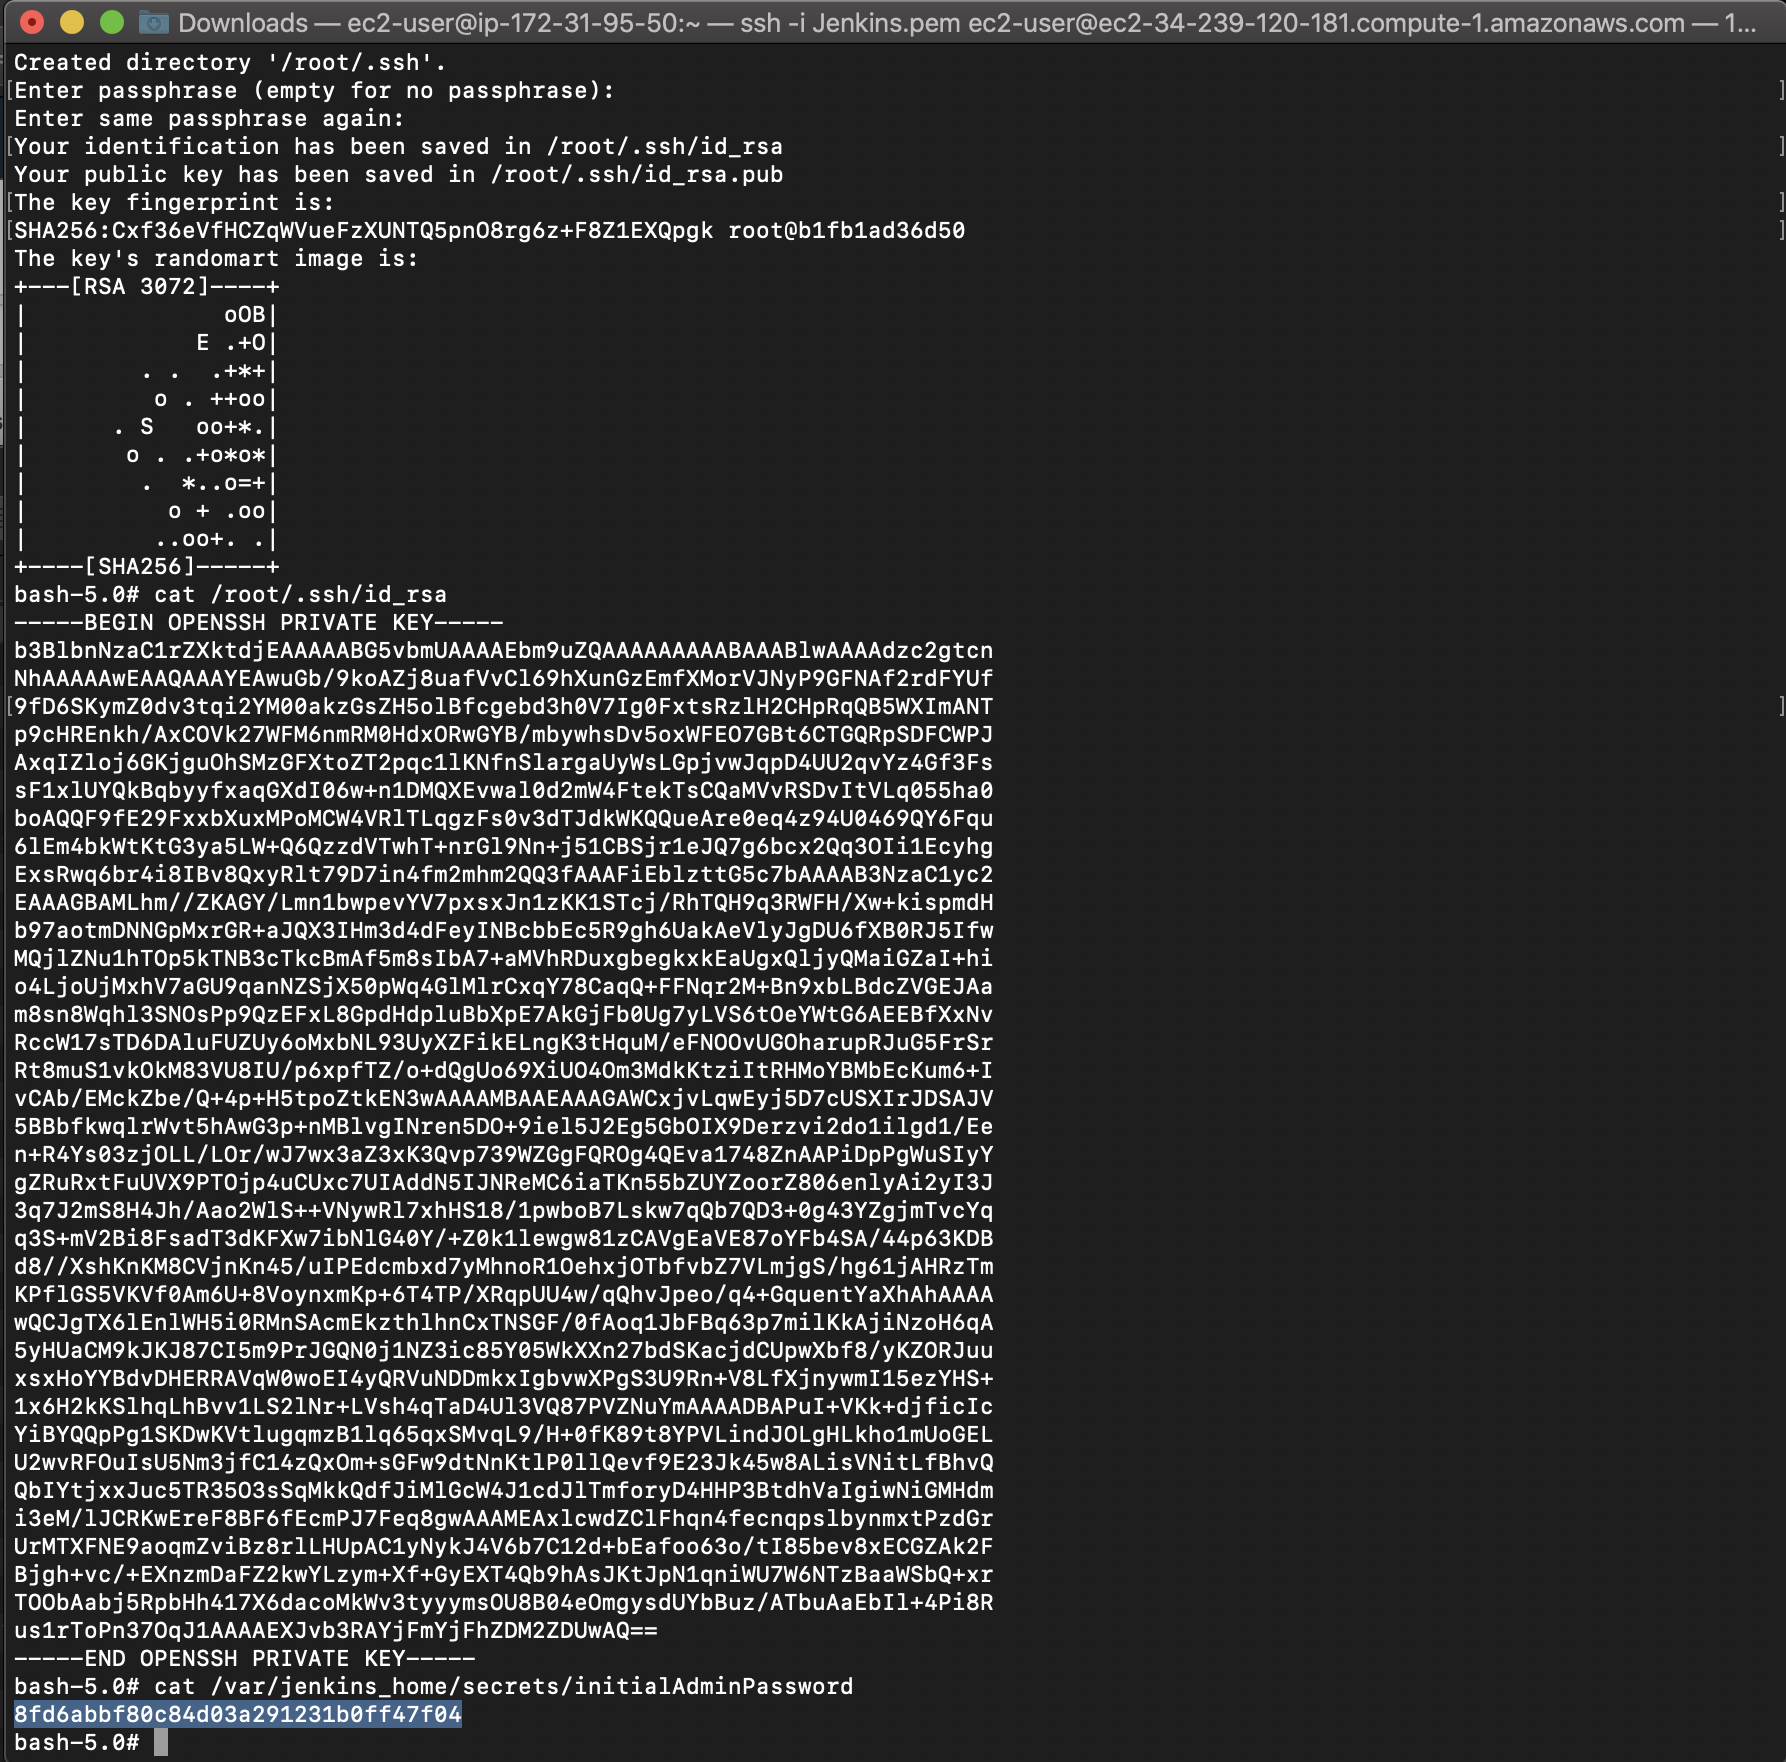 Downloads — ec2-user@ip-172-31-95-50:~ — ssh -i Jenkins.pem ec2-user@ec2-34-239-120-181.compute-1.amazonaws.com — 1...
Created directory '/root/.ssh'.
[Enter passphrase (empty for no passphrase): ]
Enter same passphrase again:
[Your identification has been saved in /root/.ssh/id_rsa ]
Your public key has been saved in /root/.ssh/id_rsa.pub
[The key fingerprint is: ]
[SHA256:Cxf36eVfHCZqWVueFzXUNTQ5pnO8rg6z+F8Z1EXQpgk root@b1fb1ad36d50 ]
The key's randomart image is:
+---[RSA 3072]----+
|              oOB|
|            E .+O|
|        . .  .+*+|
|         o . ++oo|
|      . S   oo+*.|
|       o . .+o*o*|
|        .  *..o=+|
|          o + .oo|
|         ..oo+. .|
+----[SHA256]-----+
bash-5.0# cat /root/.ssh/id_rsa
-----BEGIN OPENSSH PRIVATE KEY-----
b3BlbnNzaC1rZXktdjEAAAAABG5vbmUAAAAEbm9uZQAAAAAAAAABAAABlwAAAAdzc2gtcn
NhAAAAAwEAAQAAAYEAwuGb/9koAZj8uafVvCl69hXunGzEmfXMorVJNyP9GFNAf2rdFYUf
[9fD6SKymZ0dv3tqi2YM00akzGsZH5olBfcgebd3h0V7Ig0FxtsRzlH2CHpRqQB5WXImANT ]
p9cHREnkh/AxCOVk27WFM6nmRM0HdxORwGYB/mbywhsDv5oxWFEO7GBt6CTGQRpSDFCWPJ
AxqIZloj6GKjguOhSMzGFXtoZT2pqc1lKNfnSlargaUyWsLGpjvwJqpD4UU2qvYz4Gf3Fs
sF1xlUYQkBqbyyfxaqGXdI06w+n1DMQXEvwal0d2mW4FtekTsCQaMVvRSDvItVLq055ha0
boAQQF9fE29FxxbXuxMPoMCW4VRlTLqgzFs0v3dTJdkWKQQueAre0eq4z94U0469QY6Fqu
6lEm4bkWtKtG3ya5LW+Q6QzzdVTwhT+nrGl9Nn+j51CBSjr1eJQ7g6bcx2Qq3OIi1Ecyhg
ExsRwq6br4i8IBv8QxyRlt79D7in4fm2mhm2QQ3fAAAFiEblzttG5c7bAAAAB3NzaC1yc2
EAAAGBAMLhm//ZKAGY/Lmn1bwpevYV7pxsxJn1zKK1STcj/RhTQH9q3RWFH/Xw+kispmdH
b97aotmDNNGpMxrGR+aJQX3IHm3d4dFeyINBcbbEc5R9gh6UakAeVlyJgDU6fXB0RJ5Ifw
MQjlZNu1hTOp5kTNB3cTkcBmAf5m8sIbA7+aMVhRDuxgbegkxkEaUgxQljyQMaiGZaI+hi
o4LjoUjMxhV7aGU9qanNZSjX50pWq4GlMlrCxqY78CaqQ+FFNqr2M+Bn9xbLBdcZVGEJAa
m8sn8Wqhl3SNOsPp9QzEFxL8GpdHdpluBbXpE7AkGjFb0Ug7yLVS6tOeYWtG6AEEBfXxNv
RccW17sTD6DAluFUZUy6oMxbNL93UyXZFikELngK3tHquM/eFNOOvUGOharupRJuG5FrSr
Rt8muS1vkOkM83VU8IU/p6xpfTZ/o+dQgUo69XiUO4Om3MdkKtziItRHMoYBMbEcKum6+I
vCAb/EMckZbe/Q+4p+H5tpoZtkEN3wAAAAMBAAEAAAGAWCxjvLqwEyj5D7cUSXIrJDSAJV
5BBbfkwqlrWvt5hAwG3p+nMBlvgINren5DO+9iel5J2Eg5GbOIX9Derzvi2do1ilgd1/Ee
n+R4Ys03zjOLL/LOr/wJ7wx3aZ3xK3Qvp739WZGgFQROg4QEva1748ZnAAPiDpPgWuSIyY
gZRuRxtFuUVX9PTOjp4uCUxc7UIAddN5IJNReMC6iaTKn55bZUYZoorZ806enlyAi2yI3J
3q7J2mS8H4Jh/Aao2WlS++VNywRl7xhHS18/1pwboB7Lskw7qQb7QD3+0g43YZgjmTvcYq
q3S+mV2Bi8FsadT3dKFXw7ibNlG40Y/+Z0k1lewgw81zCAVgEaVE87oYFb4SA/44p63KDB
d8//XshKnKM8CVjnKn45/uIPEdcmbxd7yMhnoR1OehxjOTbfvbZ7VLmjgS/hg61jAHRzTm
KPflGS5VKVf0Am6U+8VoynxmKp+6T4TP/XRqpUU4w/qQhvJpeo/q4+GquentYaXhAhAAAA
wQCJgTX6lEnlWH5i0RMnSAcmEkzthlhnCxTNSGF/0fAoq1JbFBq63p7milKkAjiNzoH6qA
5yHUaCM9kJKJ87CI5m9PrJGQN0j1NZ3ic85Y05WkXXn27bdSKacjdCUpwXbf8/yKZORJuu
xsxHoYYBdvDHERRAVqW0woEI4yQRVuNDDmkxIgbvwXPgS3U9Rn+V8LfXjnywmI15ezYHS+
1x6H2kKSlhqLhBvv1LS2lNr+LVsh4qTaD4Ul3VQ87PVZNuYmAAAADBAPuI+VKk+djficIc
YiBYQQpPg1SKDwKVtlugqmzB1lq65qxSMvqL9/H+0fK89t8YPVLindJOLgHLkho1mUoGEL
U2wvRFOuIsU5Nm3jfC14zQxOm+sGFw9dtNnKtlP0llQevf9E23Jk45w8ALisVNitLfBhvQ
QbIYtjxxJuc5TR35O3sSqMkkQdfJiMlGcW4J1cdJlTmforyD4HHP3BtdhVaIgiwNiGMHdm
i3eM/lJCRKwEreF8BF6fEcmPJ7Feq8gwAAAMEAxlcwdZClFhqn4fecnqpslbynmxtPzdGr
UrMTXFNE9aoqmZviBz8rlLHUpAC1yNykJ4V6b7C12d+bEafoo63o/tI85bev8xECGZAk2F
Bjgh+vc/+EXnzmDaFZ2kwYLzym+Xf+GyEXT4Qb9hAsJKtJpN1qniWU7W6NTzBaaWSbQ+xr
TOObAabj5RpbHh417X6dacoMkWv3tyyymsOU8B04eOmgysdUYbBuz/ATbuAaEbIl+4Pi8R
us1rToPn37OqJ1AAAAEXJvb3RAYjFmYjFhZDM2ZDUwAQ==
-----END OPENSSH PRIVATE KEY-----
bash-5.0# cat /var/jenkins_home/secrets/initialAdminPassword
8fd6abbf80c84d03a291231b0ff47f04
bash-5.0#